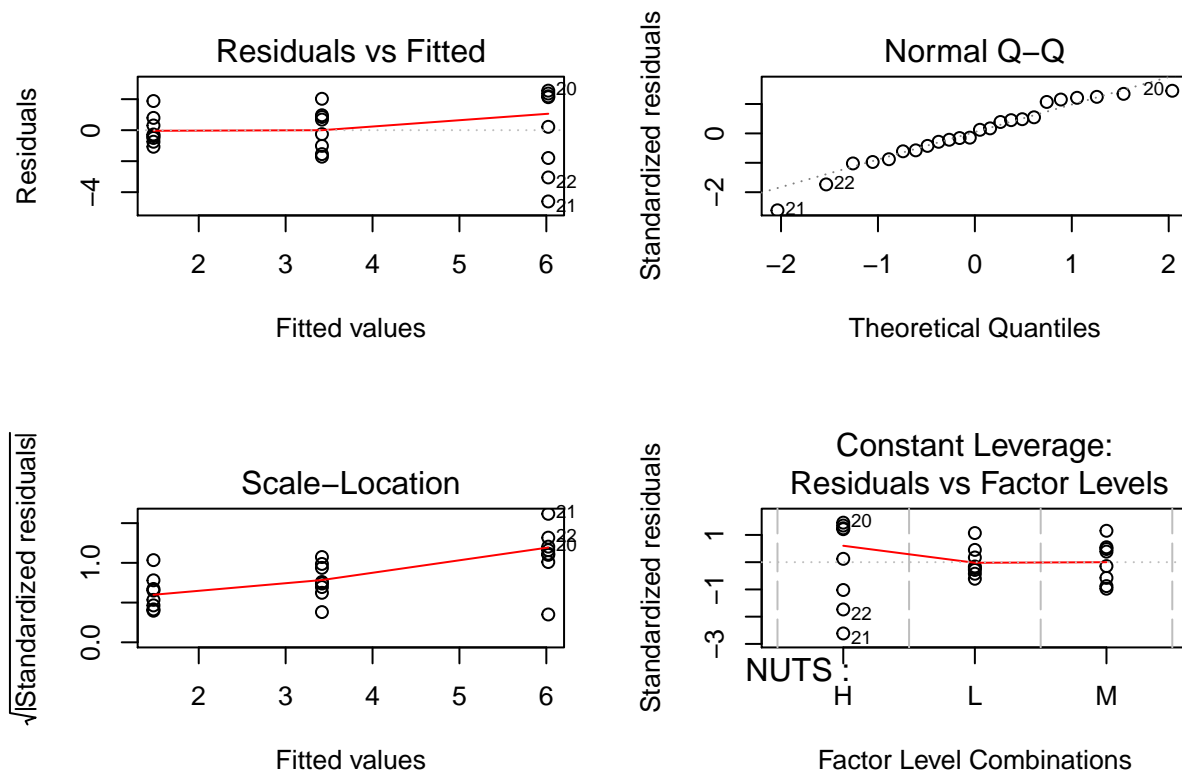 Residuals vs Fitted
Residuals
0
−4
20
22
21
2 3 4 5 6
Fitted values
Normal Q−Q
Standardized residuals
0
−2
20
22
21
−2 −1 0 1 2
Theoretical Quantiles
Scale−Location
√|Standardized residuals|
1.0
0.0
21
22
20
2 3 4 5 6
Fitted values
Constant Leverage:
Residuals vs Factor Levels
Standardized residuals
1
−1
−3
20
22
21
NUTS :
H L M
Factor Level Combinations